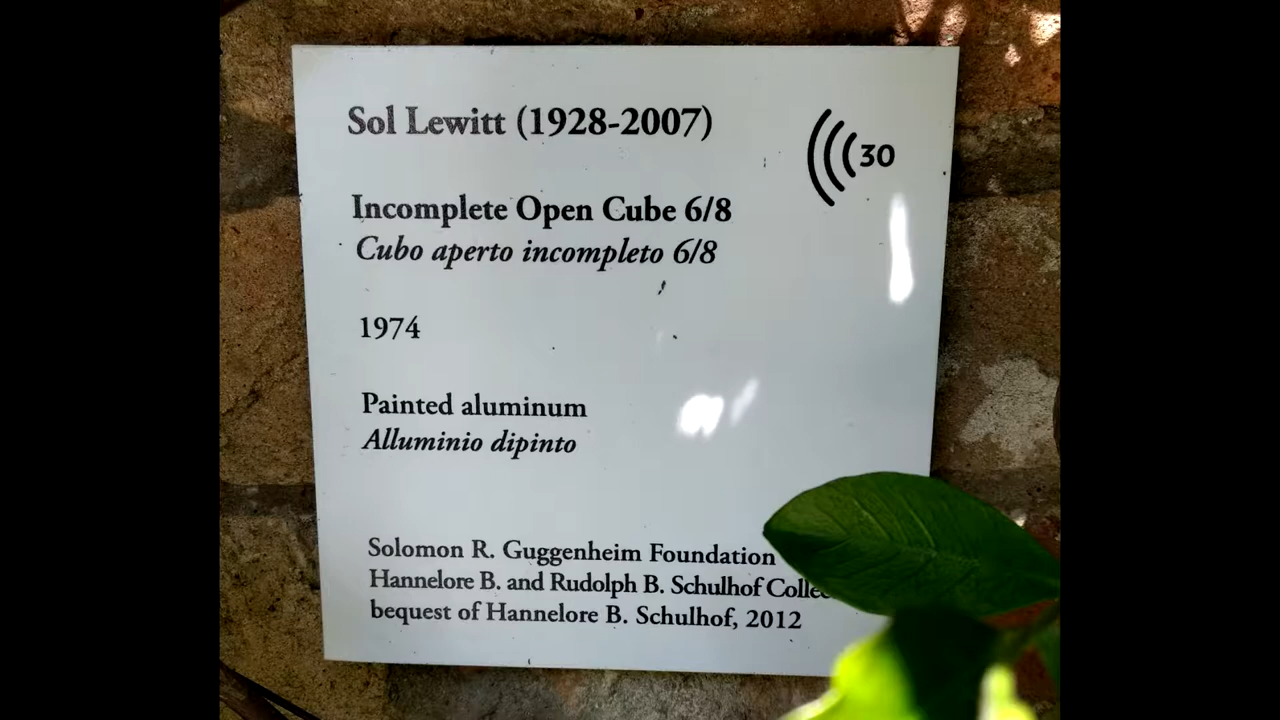 Sol Lewitt (1928-2007)
30
Incomplete Open Cube 6/8
Cubo aperto incompleto 6/8
1974
Painted aluminum
Alluminio dipinto
Solomon R. Guggenheim Foundation
Hannelore B. and Rudolph B. Schulhof
bequest of Hannelore B. Schulhof, 2012